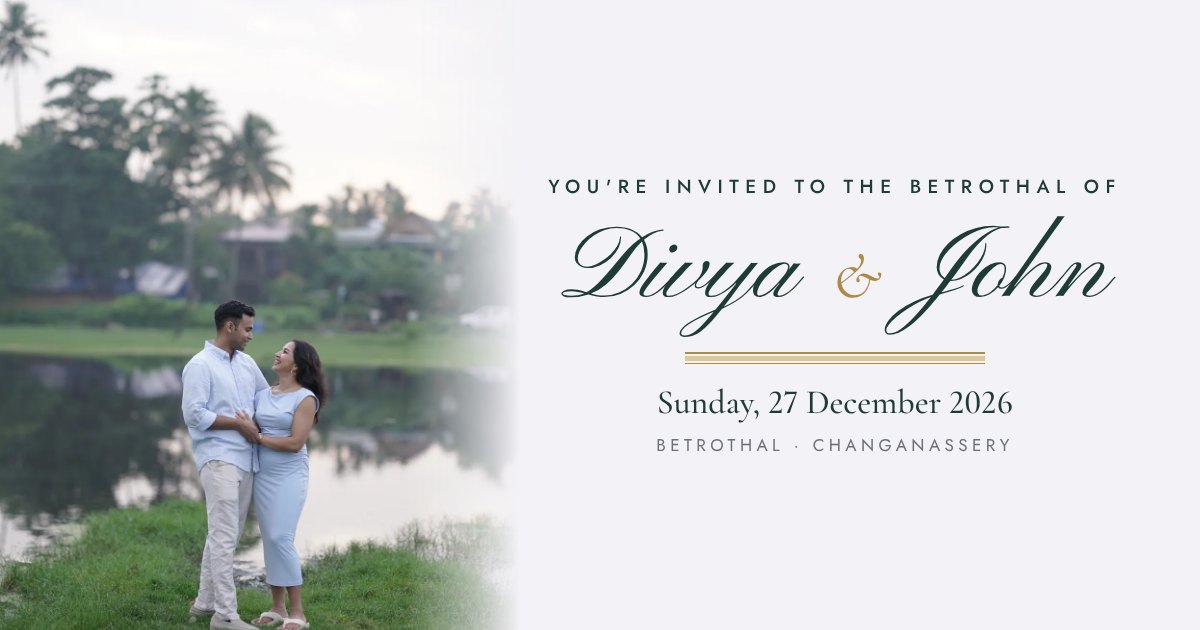 YOU'RE INVITED TO THE BETROTHAL OF
Divya & John
Sunday, 27 December 2026
BETROTHAL · CHANGANASSERY